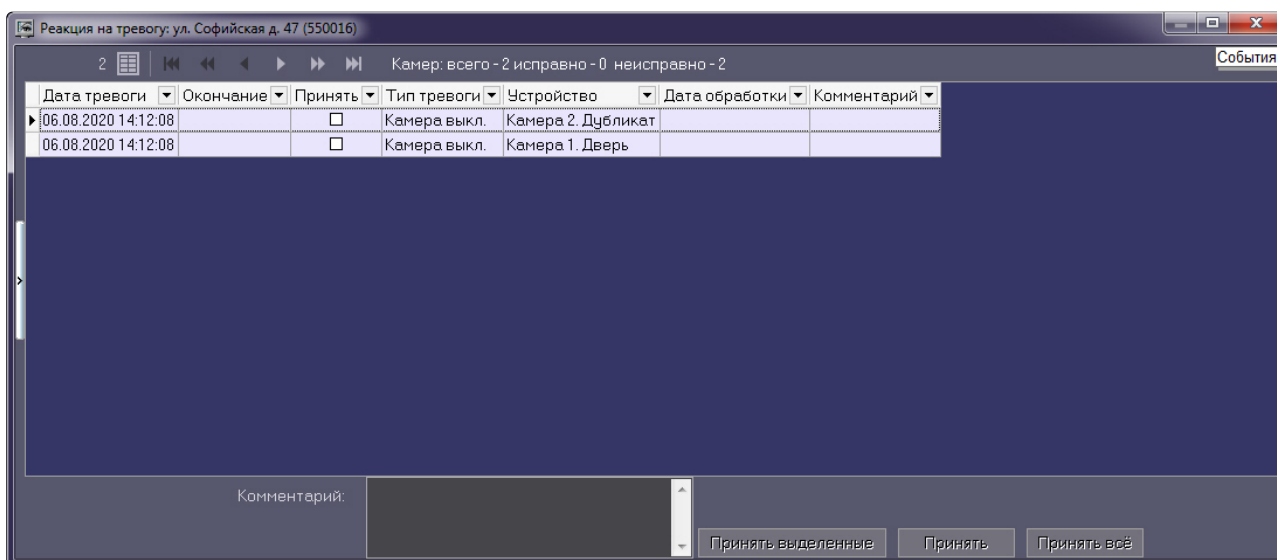 Реакция на тревогу: ул. Софийская д. 47 (550016)
2 Камер: всего - 2 исправно - 0 неисправно - 2 События
Дата тревоги Окончание Принять Тип тревоги Устройство Дата обработки Комментарий
06.08.2020 14:12:08 Камера выкл. Камера 2. Дубликат
06.08.2020 14:12:08 Камера выкл. Камера 1. Дверь
Комментарий:
Принять выделенные Принять Принять всё